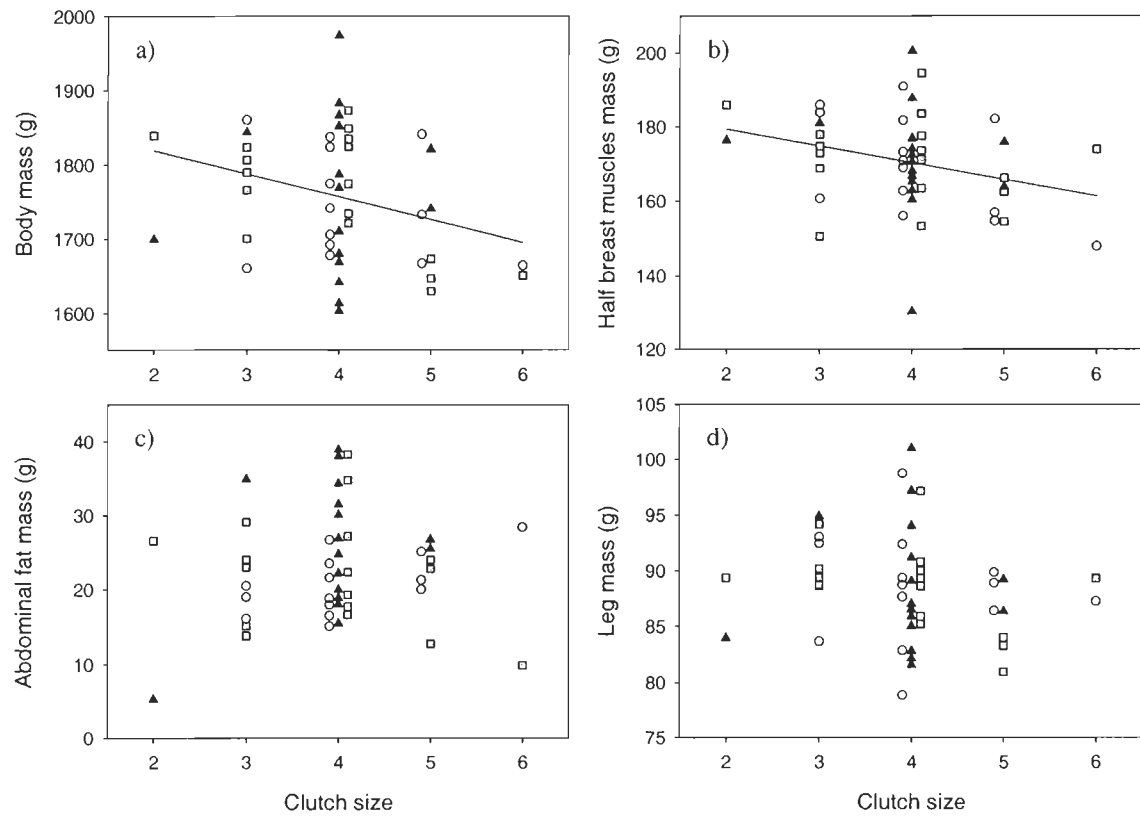 a)
Body mass (g)
2000
1900
1800
1700
1600
2 3 4 5 6
b)
Half breast muscles mass (g)
200
180
160
140
120
2 3 4 5 6
c)
Abdominal fat mass (g)
40
30
20
10
0
2 3 4 5 6
Clutch size
d)
Leg mass (g)
105
100
95
90
85
80
75
2 3 4 5 6
Clutch size